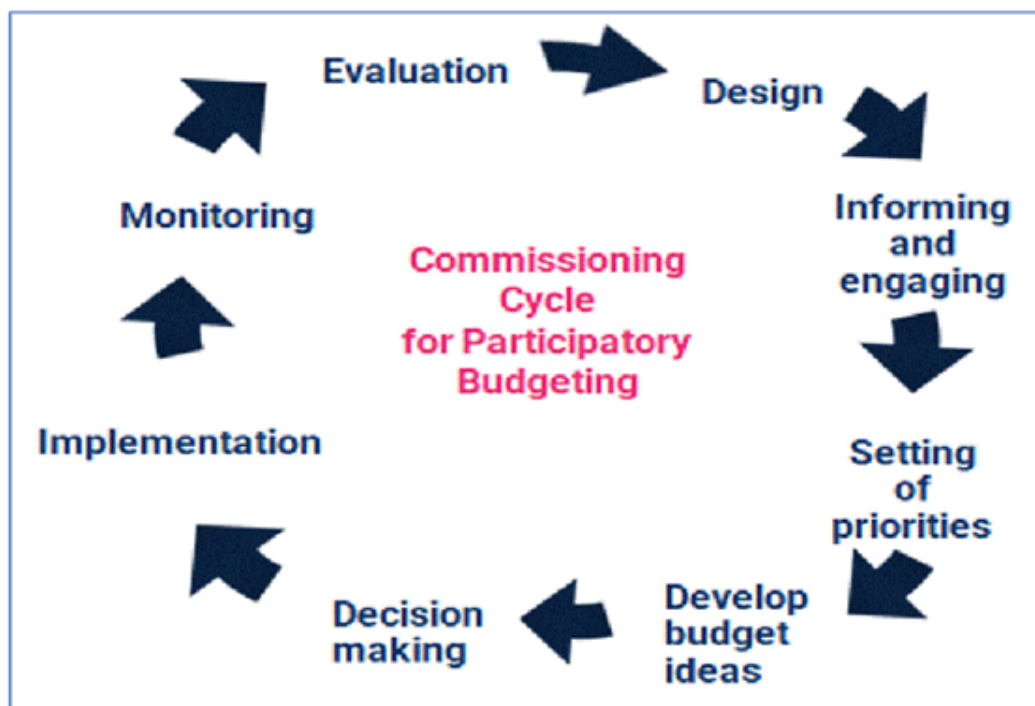 Evaluation
Design
Informing
and
engaging
Setting
of
priorities
Develop
budget
ideas
Decision
making
Implementation
Monitoring
Commissioning
Cycle
for Participatory
Budgeting